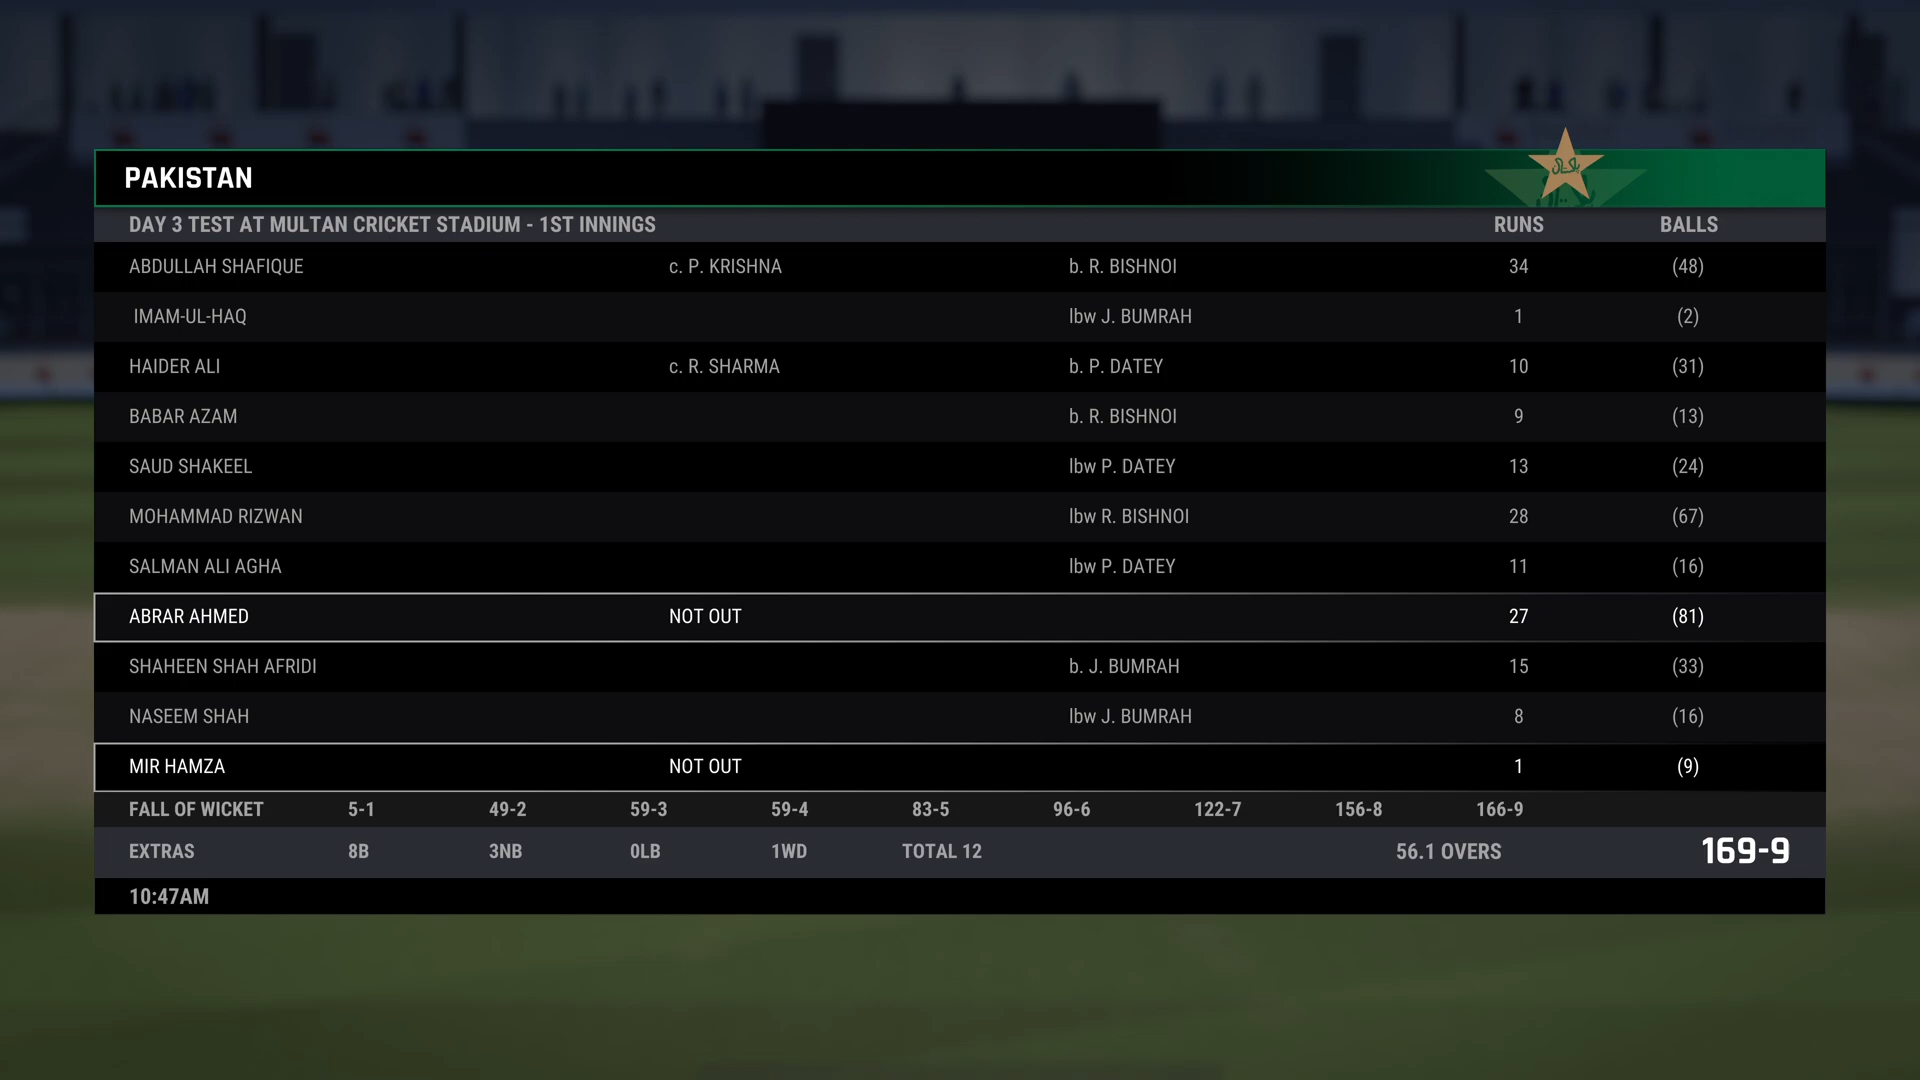 PAKISTAN
DAY 3 TEST AT MULTAN CRICKET STADIUM - 1ST INNINGS RUNS BALLS
ABDULLAH SHAFIQUE c. P. KRISHNA b. R. BISHNOI 34 (48)
IMAM-UL-HAQ lbw J. BUMRAH 1 (2)
HAIDER ALI c. R. SHARMA b. P. DATEY 10 (31)
BABAR AZAM b. R. BISHNOI 9 (13)
SAUD SHAKEEL lbw P. DATEY 13 (24)
MOHAMMAD RIZWAN lbw R. BISHNOI 28 (67)
SALMAN ALI AGHA lbw P. DATEY 11 (16)
ABRAR AHMED NOT OUT 27 (81)
SHAHEEN SHAH AFRIDI b. J. BUMRAH 15 (33)
NASEEM SHAH lbw J. BUMRAH 8 (16)
MIR HAMZA NOT OUT 1 (9)
FALL OF WICKET 5-1 49-2 59-3 59-4 83-5 96-6 122-7 156-8 166-9
EXTRAS 8B 3NB 0LB 1WD TOTAL 12 56.1 OVERS 169-9
10:47AM